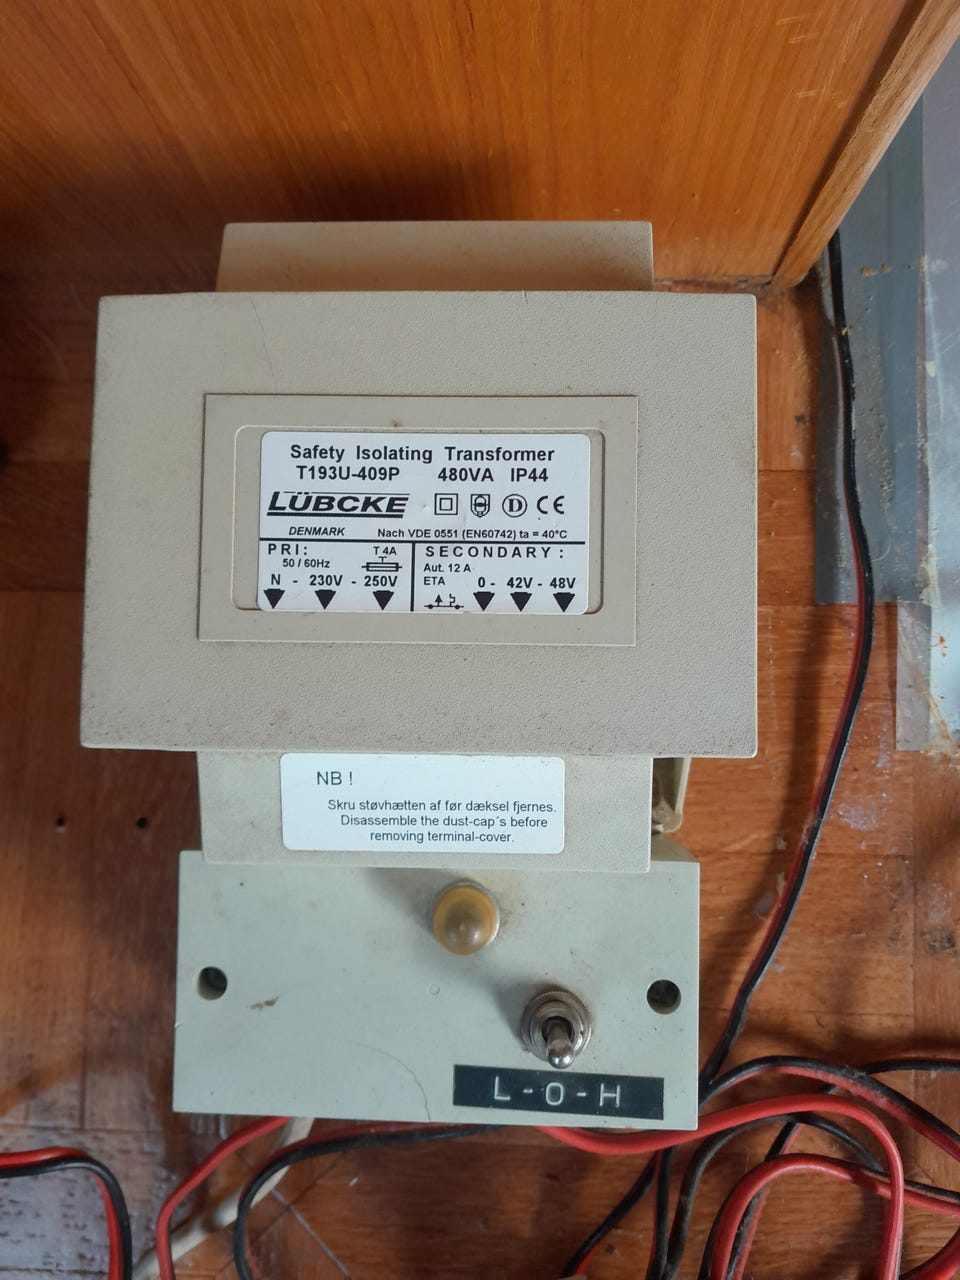 Safety Isolating Transformer
T193U-409P 480VA IP44
LÜBCKE D CE
DENMARK Nach VDE 0551 (EN60742) ta = 40°C
PRI:
50 / 60Hz
T 4A
N - 230V - 250V
SECONDARY:
Aut. 12 A
ETA 0 - 42V - 48V
NB !
Skru støvhætten af før dæksel fjernes.
Disassemble the dust-cap´s before
removing terminal-cover.
L-O-H